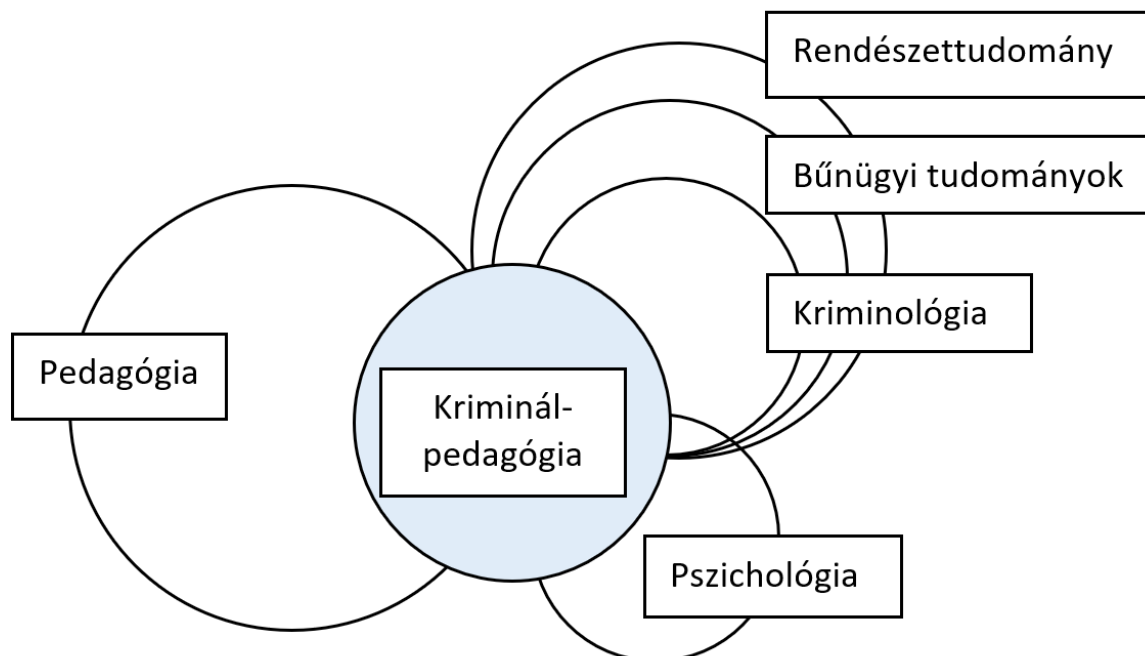 Rendészettudomány
Bűnügyi tudományok
Kriminológia
Pedagógia
Kriminál-
pedagógia
Pszichológia